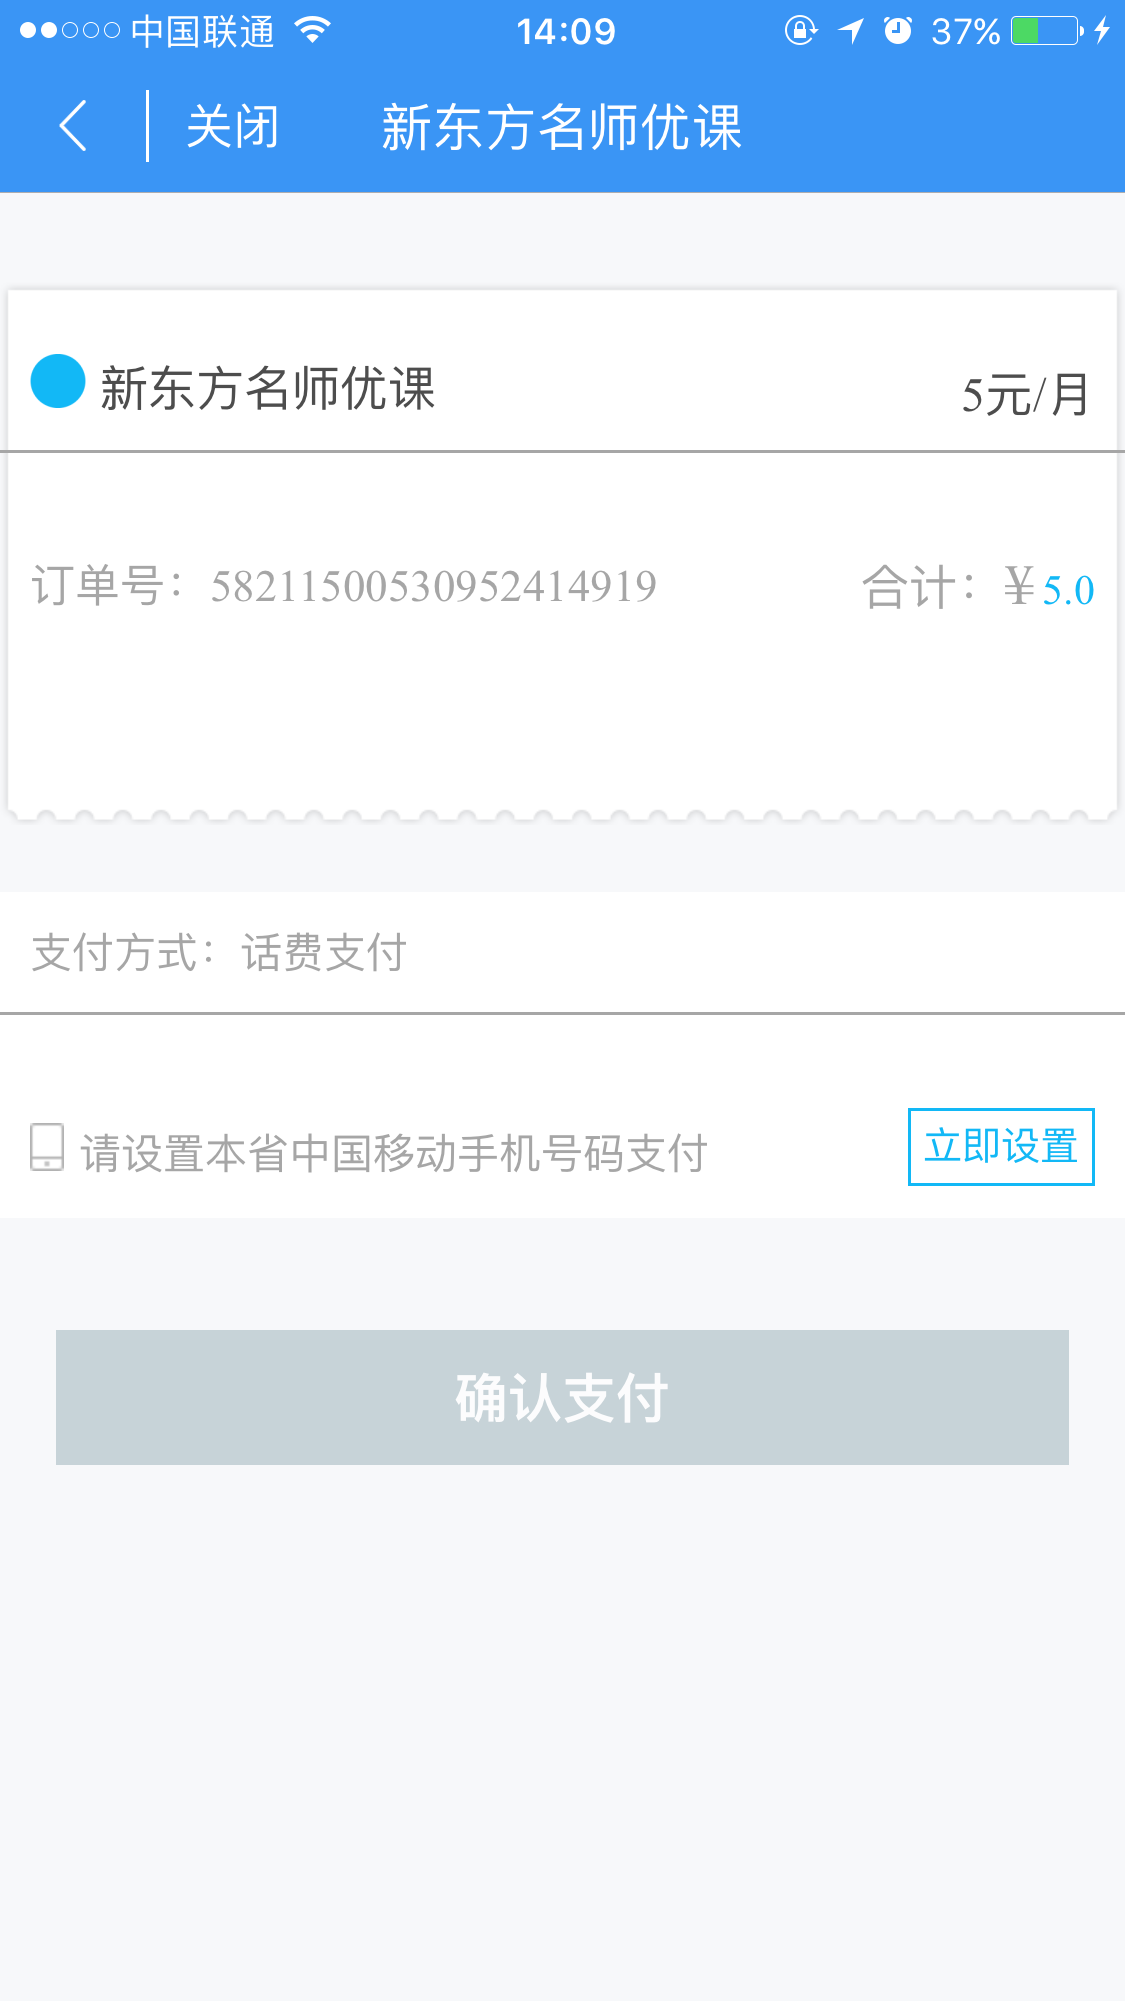 中国联通 14:09 37%
关闭 新东方名师优课
新东方名师优课 5元/月
订单号：58211500530952414919 合计：¥5.0
支付方式：话费支付
请设置本省中国移动手机号码支付 立即设置
确认支付